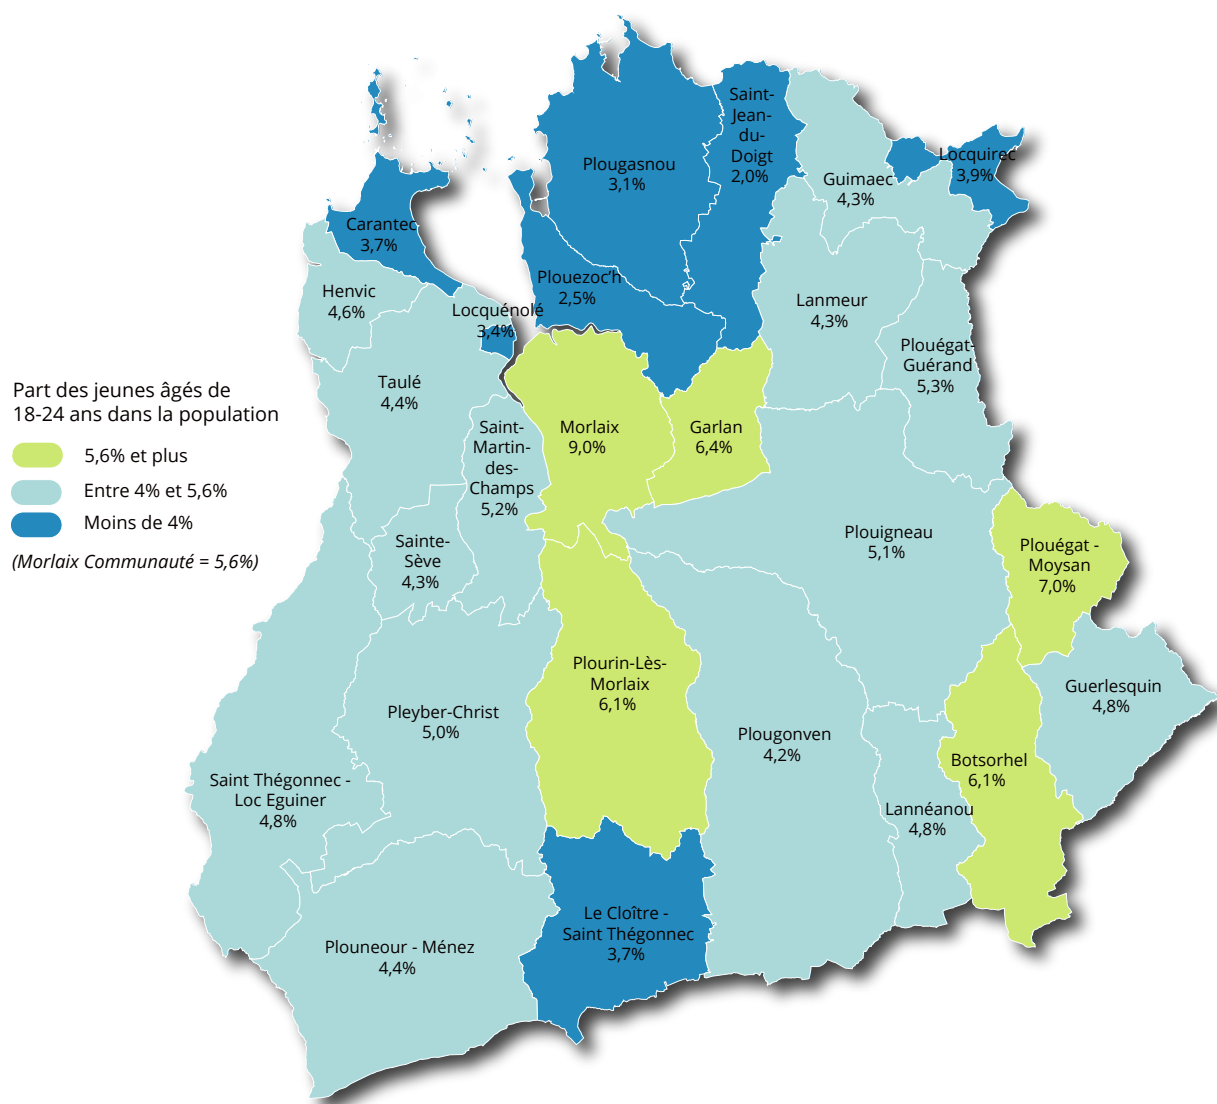 Saint-
Jean-
du-
Doigt
2,0%
Plougasnou
3,1%
Locquirec
3,9%
Guimaec
4,3%
Carantec
3,7%
Plouezoc'h
2,5%
Henvic
4,6%
Locquénolé
3,4%
Lanmeur
4,3%
Plouégat-
Guérand
5,3%
Taulé
4,4%
Part des jeunes âgés de
18-24 ans dans la population
5,6% et plus
Entre 4% et 5,6%
Moins de 4%
(Morlaix Communauté = 5,6%)
Saint-
Martin-
des-
Champs
5,2%
Morlaix
9,0%
Garlan
6,4%
Sainte-
Sève
4,3%
Plouigneau
5,1%
Plouégat -
Moysan
7,0%
Plourin-Lès-
Morlaix
6,1%
Guerlesquin
4,8%
Pleyber-Christ
5,0%
Plougonven
4,2%
Botsorhel
6,1%
Saint Thégonnec -
Loc Eguiner
4,8%
Lannéanou
4,8%
Le Cloître -
Saint Thégonnec
3,7%
Plouneour - Ménez
4,4%